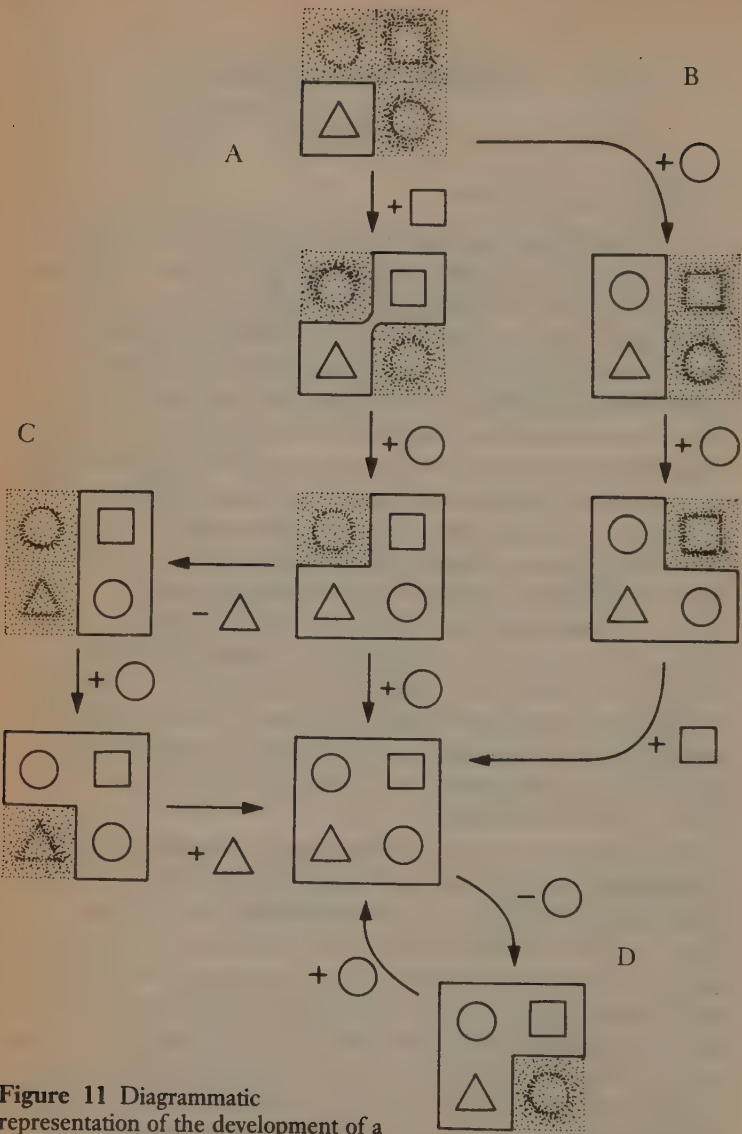 B
A
+
+
C
+
+
-
+
+
+
+
-
+
D
Figure 11 Diagrammatic
representation of the development of a